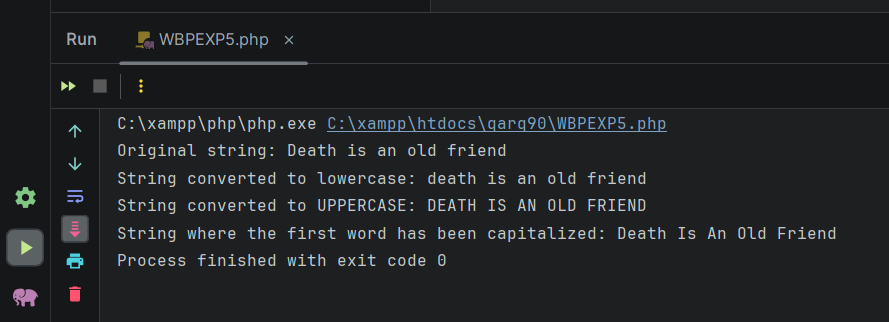 Run WBPEXP5.php
C:\xampp\php\php.exe C:\xampp\htdocs\qarq90\WBPEXP5.php
Original string: Death is an old friend
String converted to lowercase: death is an old friend
String converted to UPPERCASE: DEATH IS AN OLD FRIEND
String where the first word has been capitalized: Death Is An Old Friend
Process finished with exit code 0